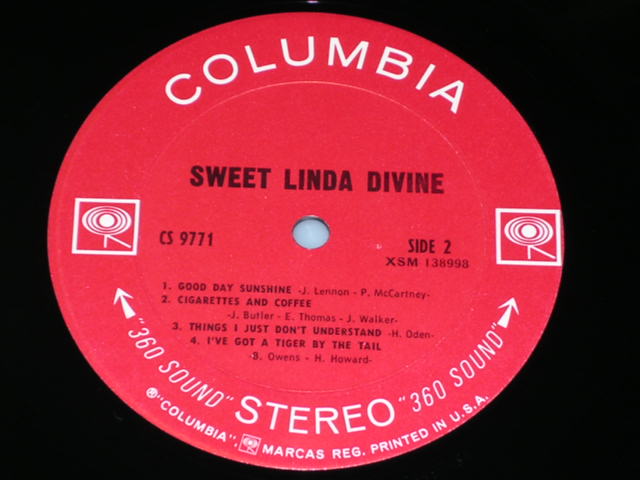 COLUMBIA
SWEET LINDA DIVINE
CS 9771
SIDE 2
XSM 138998
1. GOOD DAY SUNSHINE -J. Lennon - P. McCartney-
2. CIGARETTES AND COFFEE
-J. Butler - E. Thomas - J. Walker-
3. THINGS I JUST DON'T UNDERSTAND -H. Oden-
4. I'VE GOT A TIGER BY THE TAIL
-B. Owens - H. Howard-
"360 SOUND" STEREO "360 SOUND"
®"COLUMBIA", MARCAS REG. PRINTED IN U.S.A.